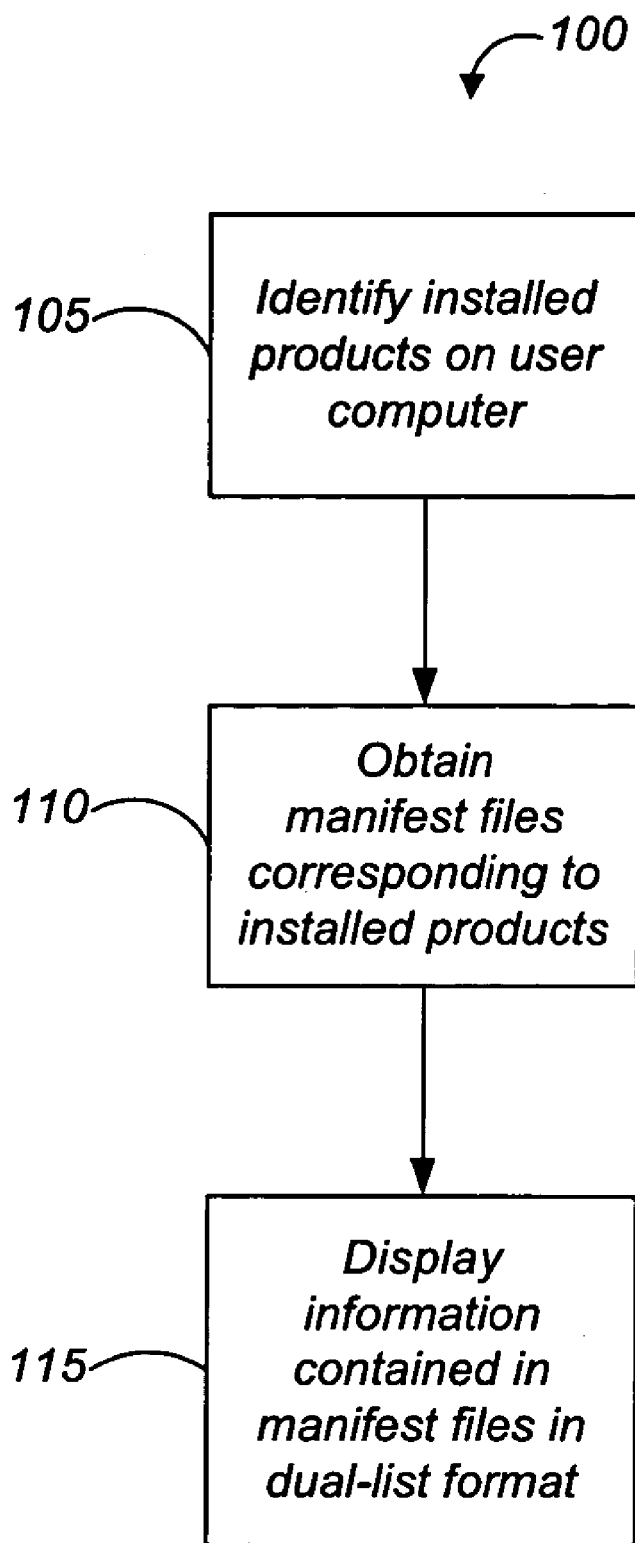 100
105
Identify installed
products on user
computer
110
Obtain
manifest files
corresponding to
installed products
115
Display
information
contained in
manifest files in
dual-list format